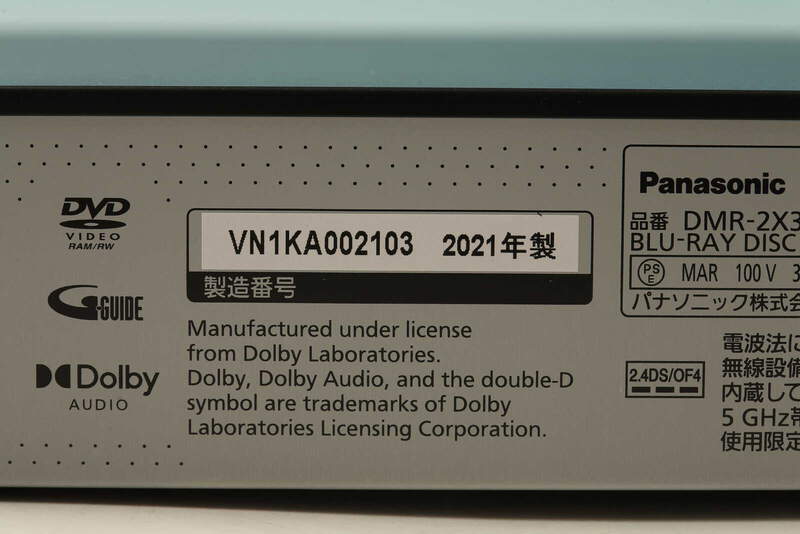 DVD
VIDEO
RAM/RW
G-GUIDE
Dolby
AUDIO
VN1KA002103 2021年製
製造番号
Manufactured under license
from Dolby Laboratories.
Dolby, Dolby Audio, and the double-D
symbol are trademarks of Dolby
Laboratories Licensing Corporation.
Panasonic
品番 DMR-2X3
BLU-RAY DISC
PS
E
MAR 100 V 3
パナソニック株式会
2.4DS/OF4
電波法に
無線設備
内蔵して
5 GHz帯
使用限定